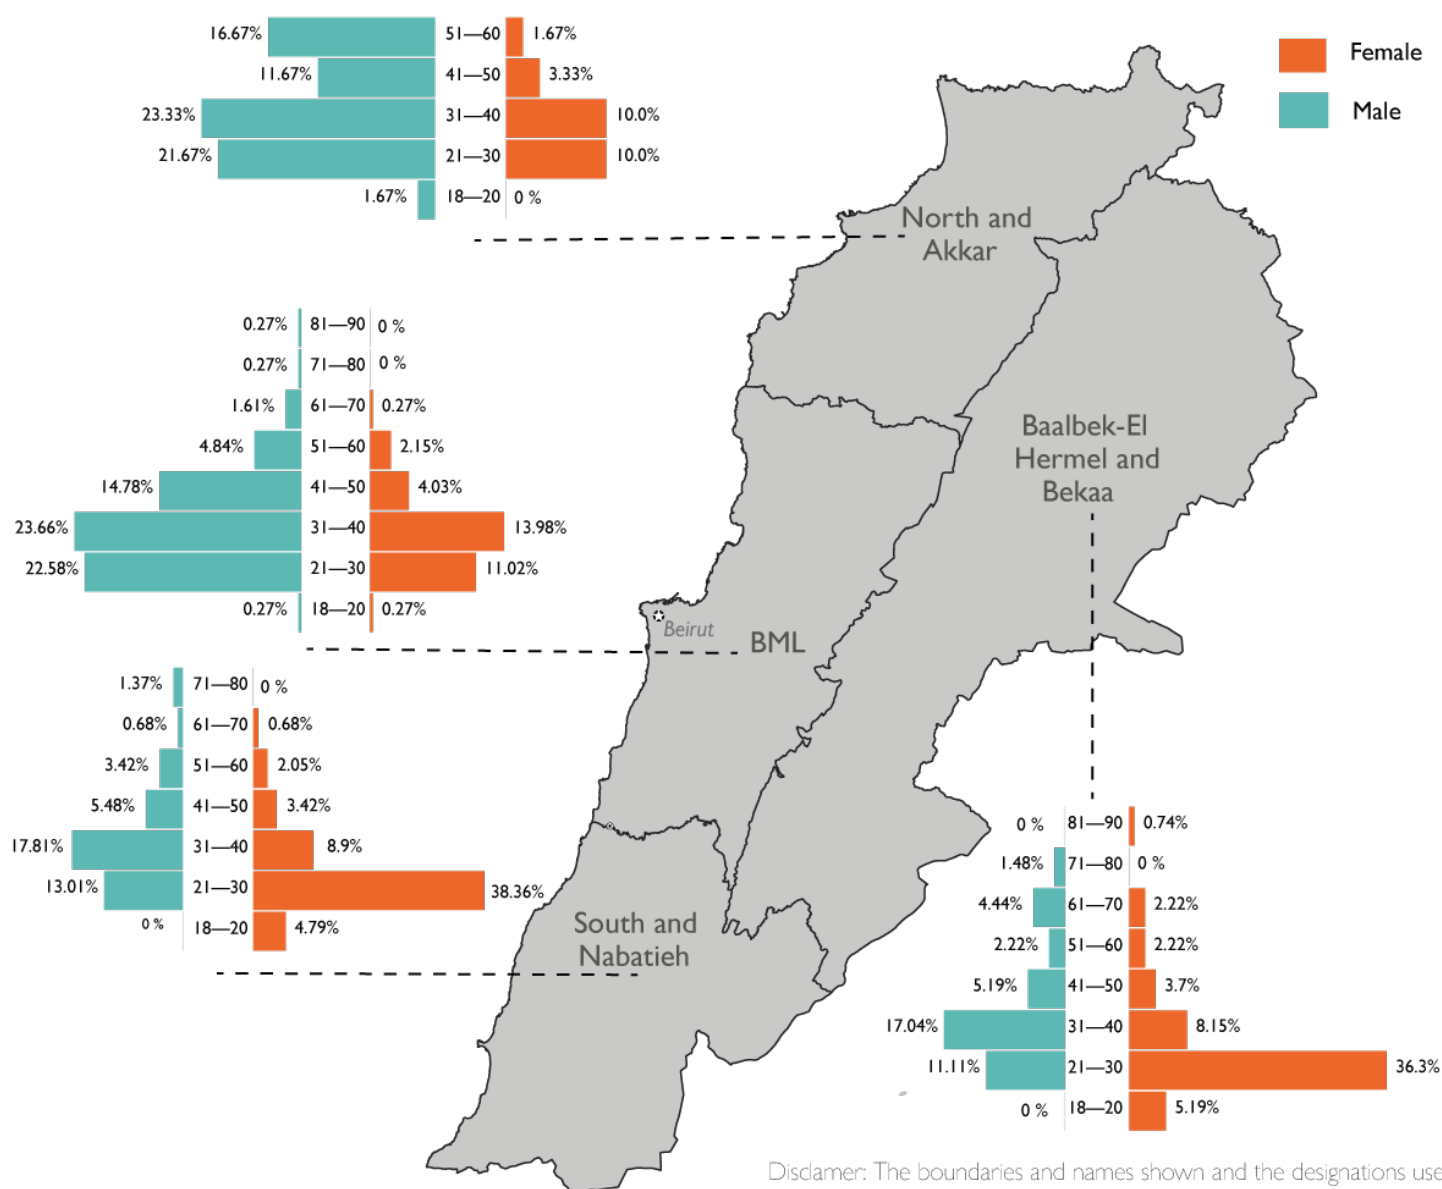 16.67% 51—60 1.67%
11.67% 41—50 3.33%
23.33% 31—40 10.0%
21.67% 21—30 10.0%
1.67% 18—20 0 %
Female
Male
North and
Akkar
0.27% 81—90 0 %
0.27% 71—80 0 %
1.61% 61—70 0.27%
4.84% 51—60 2.15%
14.78% 41—50 4.03%
23.66% 31—40 13.98%
22.58% 21—30 11.02%
0.27% 18—20 0.27%
Baalbek-El
Hermel and
Bekaa
Beirut
BML
1.37% 71—80 0 %
0.68% 61—70 0.68%
3.42% 51—60 2.05%
5.48% 41—50 3.42%
17.81% 31—40 8.9%
13.01% 21—30 38.36%
0 % 18—20 4.79%
South and
Nabatieh
0 % 81—90 0.74%
1.48% 71—80 0 %
4.44% 61—70 2.22%
2.22% 51—60 2.22%
5.19% 41—50 3.7%
17.04% 31—40 8.15%
11.11% 21—30 36.3%
0 % 18—20 5.19%
Disclamer: The boundaries and names shown and the designations use